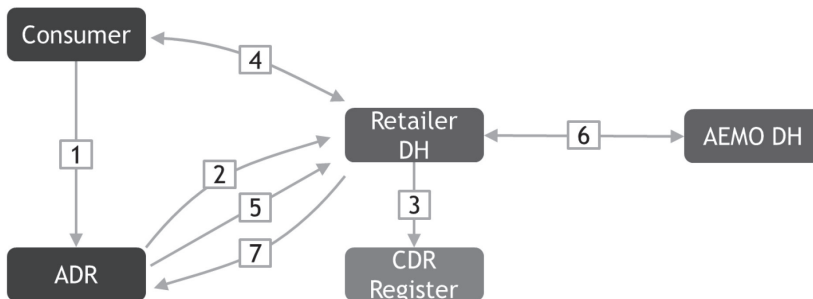 Consumer
4
Retailer
DH
6
AEMO DH
1
2
5
3
7
ADR
CDR
Register